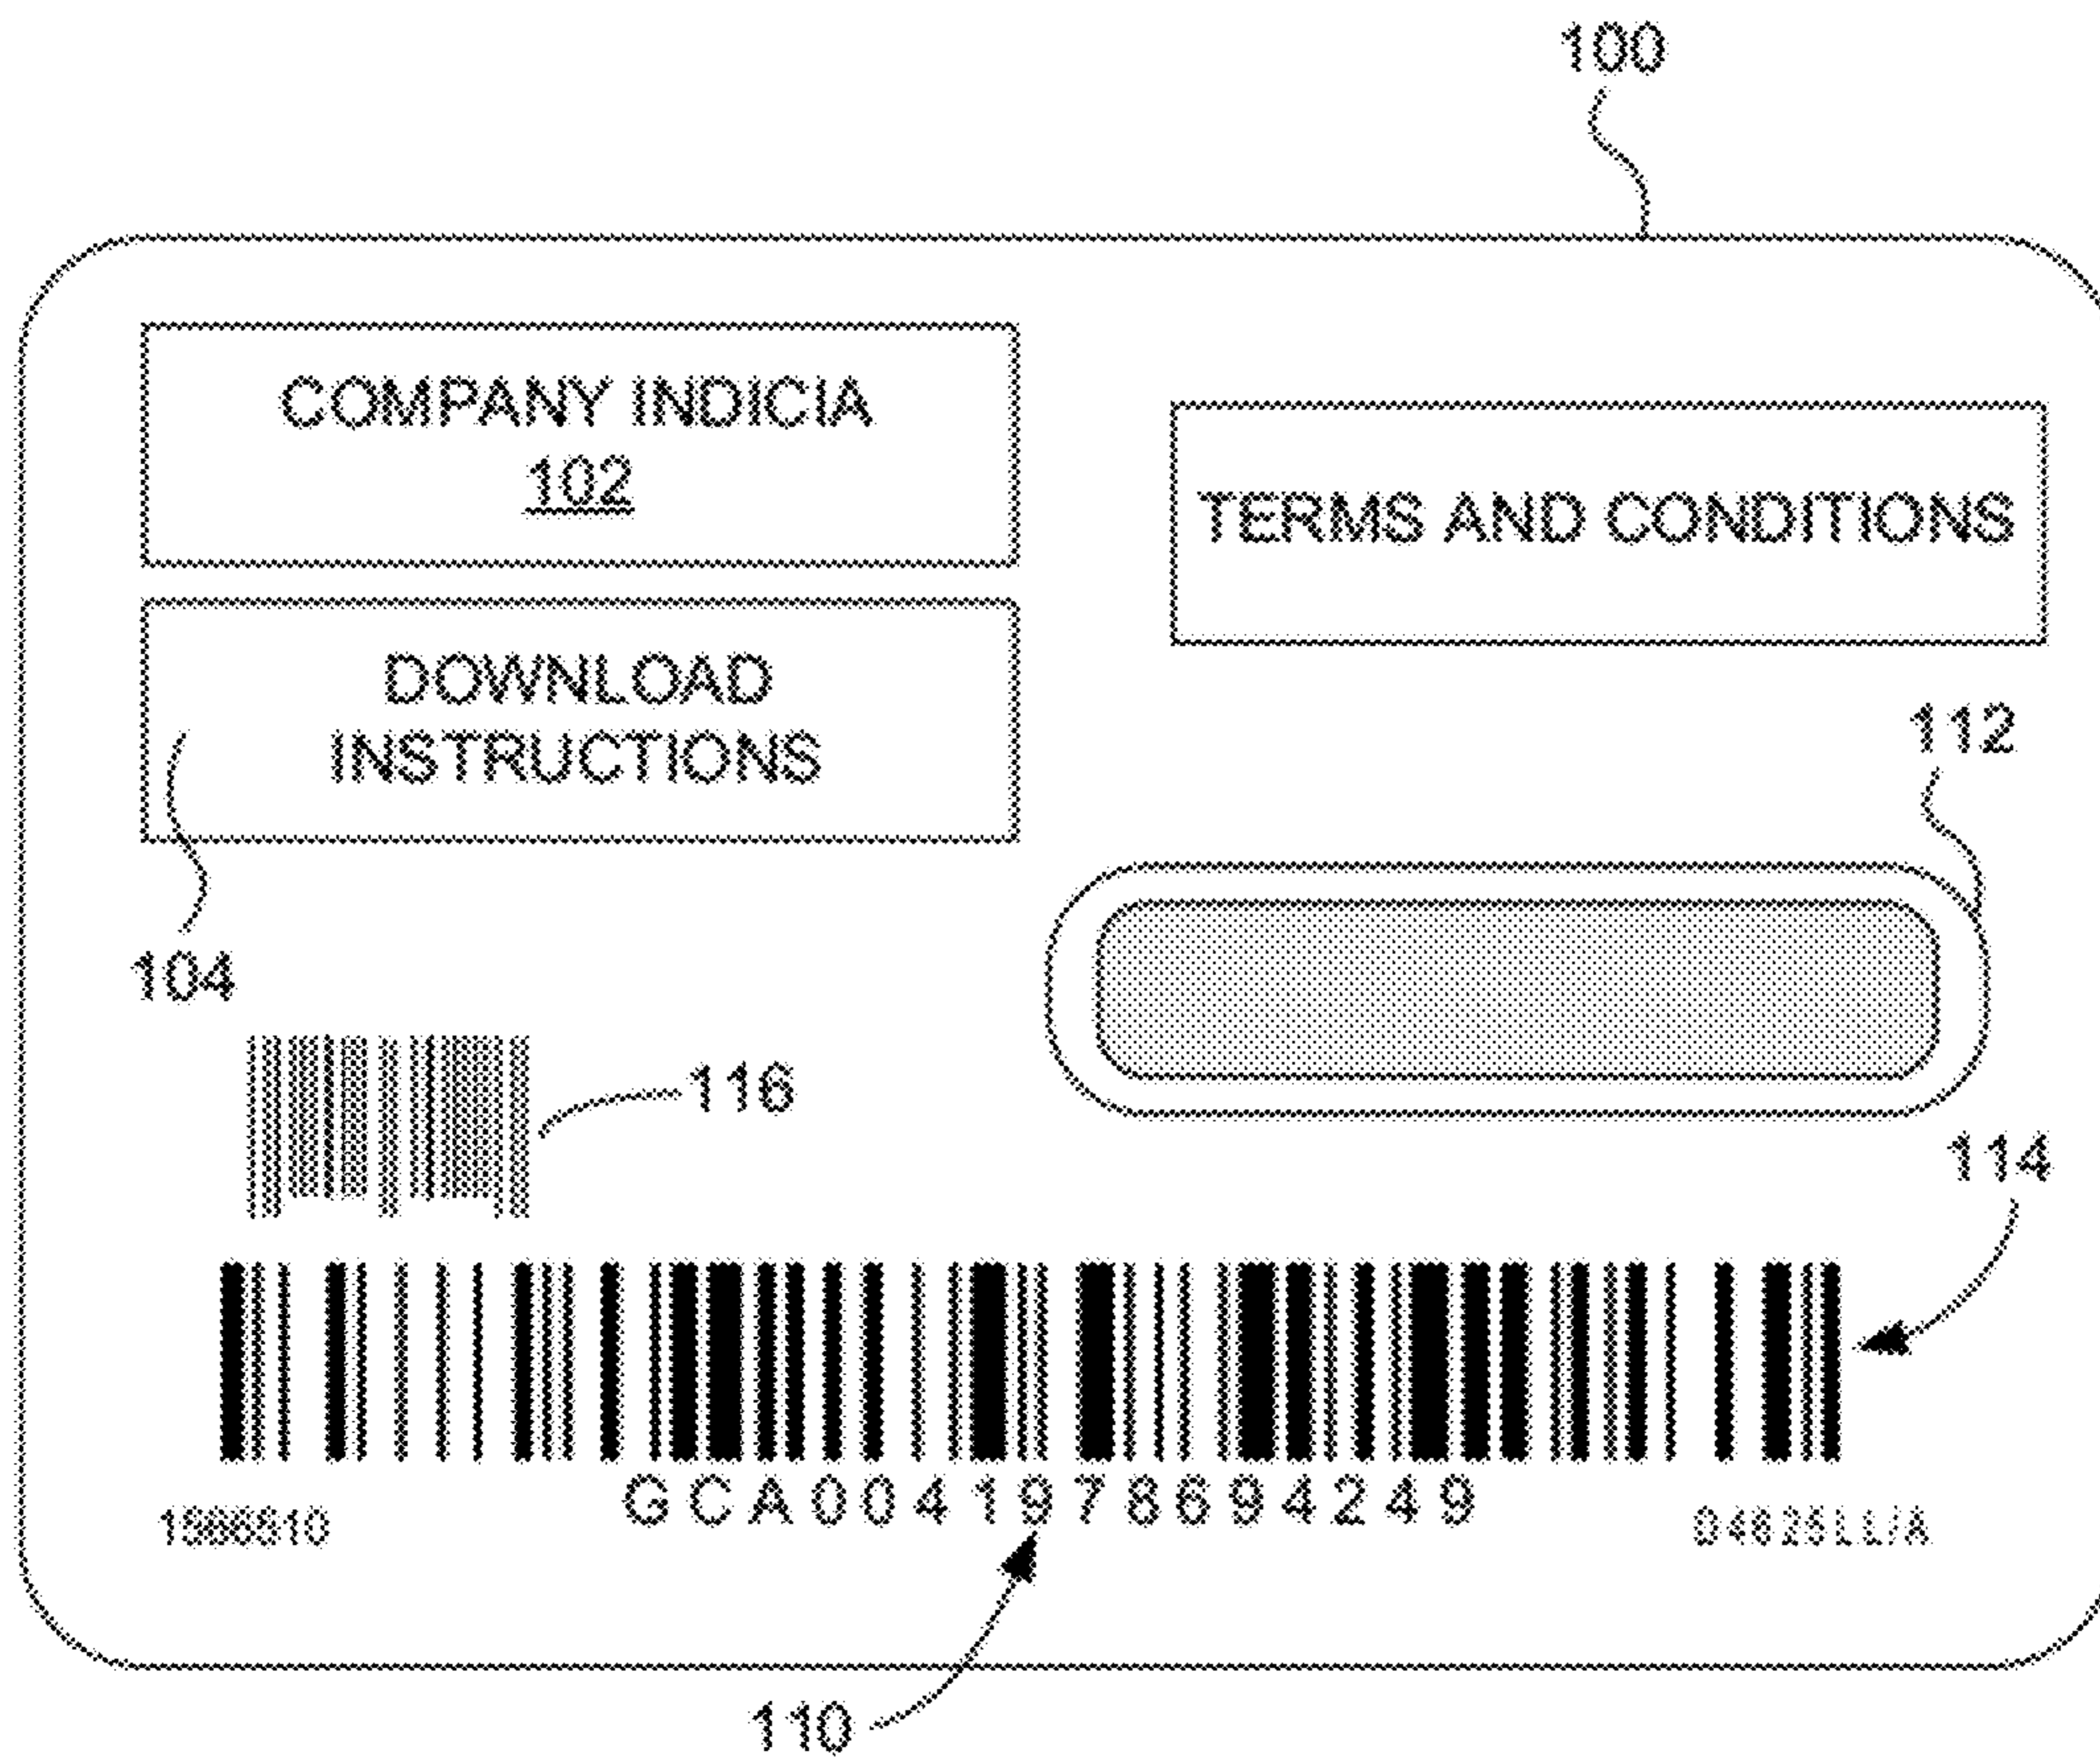 100
COMPANY INDICIA
102
TERMS AND CONDITIONS
DOWNLOAD
INSTRUCTIONS
112
104
116
114
GCA0041978694249
110